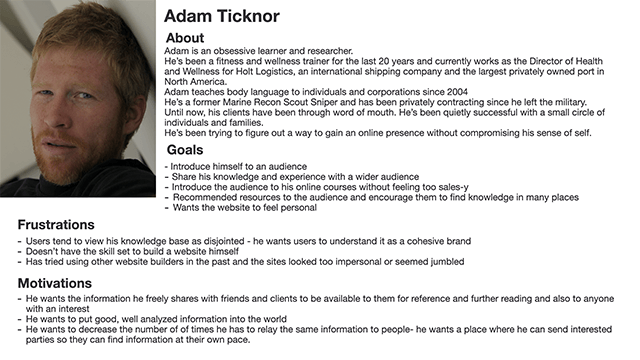 Adam Ticknor
About
Adam is an obsessive learner and researcher.
He's been a fitness and wellness trainer for the last 20 years and currently works as the Director of Health
and Wellness for Holt Logistics, an international shipping company and the largest privately owned port in
North America.
Adam teaches body language to individuals and corporations since 2004
He's a former Marine Recon Scout Sniper and has been privately contracting since he left the military.
Until now, his clients have been through word of mouth. He's been quietly successful with a small circle of
individuals and families.
He's been trying to figure out a way to gain an online presence without compromising his sense of self.
Goals
- Introduce himself to an audience
- Share his knowledge and experience with a wider audience
- Introduce the audience to his online courses without feeling too sales-y
- Recommended resources to the audience and encourage them to find knowledge in many places
- Wants the website to feel personal
Frustrations
- Users tend to view his knowledge base as disjointed - he wants users to understand it as a cohesive brand
- Doesn't have the skill set to build a website himself
- Has tried using other website builders in the past and the sites looked too impersonal or seemed jumbled
Motivations
- He wants the information he freely shares with friends and clients to be available to them for reference and further reading and also to anyone
with an interest
- He wants to put good, well analyzed information into the world
- He wants to decrease the number of of times he has to relay the same information to people- he wants a place where he can send interested
parties so they can find information at their own pace.